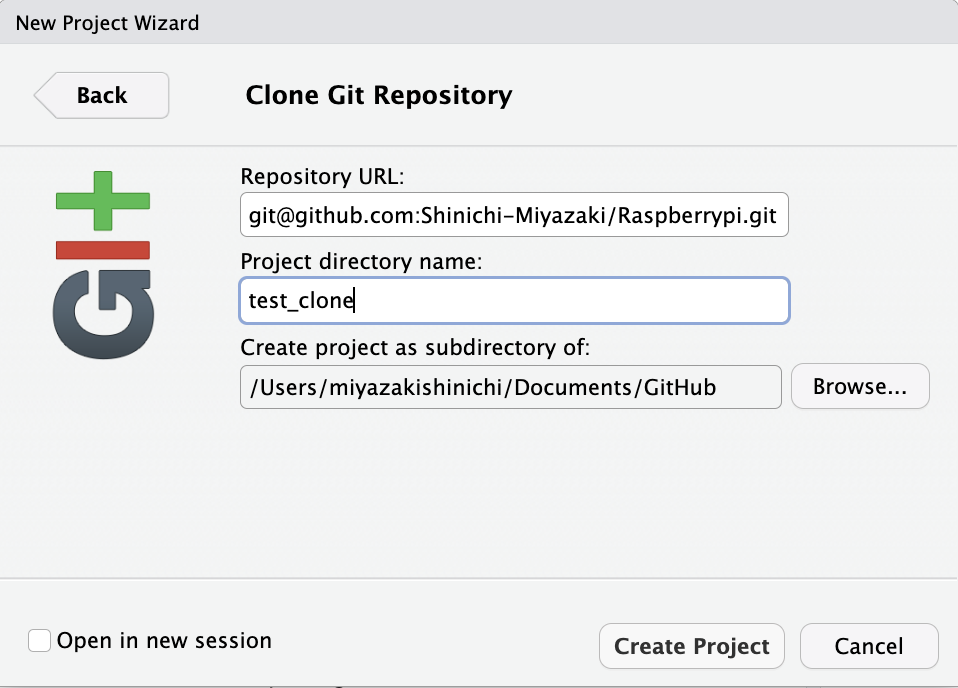 New Project Wizard
Back
Clone Git Repository
GIt
Repository URL:
git@github.com:Shinichi-Miyazaki/Raspberrypi.git
Project directory name:
test_clone
Create project as subdirectory of:
/Users/miyazakishinichi/Documents/GitHub
Browse...
Open in new session
Create Project
Cancel